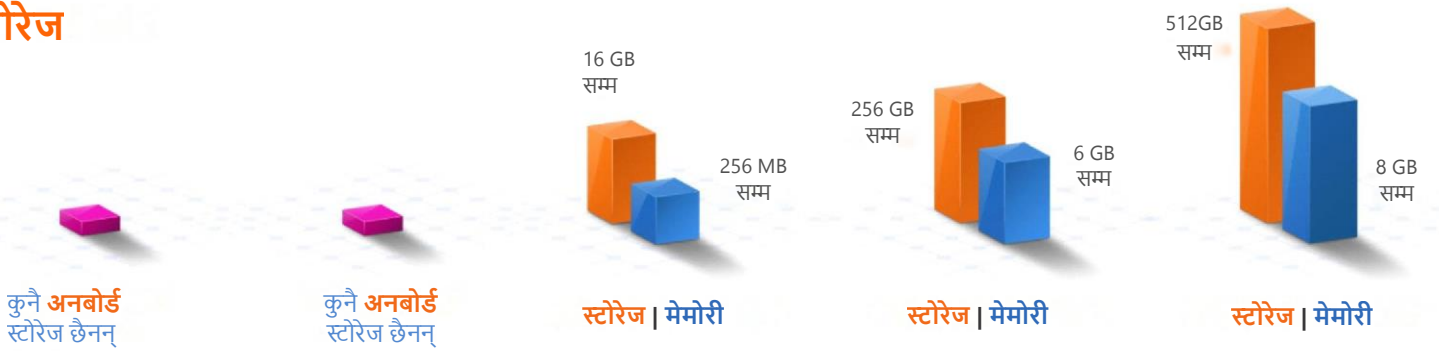 512GB
सम्म
16 GB
सम्म
256 GB
सम्म
256 MB
सम्म
6 GB
सम्म
8 GB
सम्म
कुनै अनबोर्ड
स्टोरेज छैनन्
कुनै अनबोर्ड
स्टोरेज छैनन्
स्टोरेज | मेमोरी
स्टोरेज | मेमोरी
स्टोरेज | मेमोरी